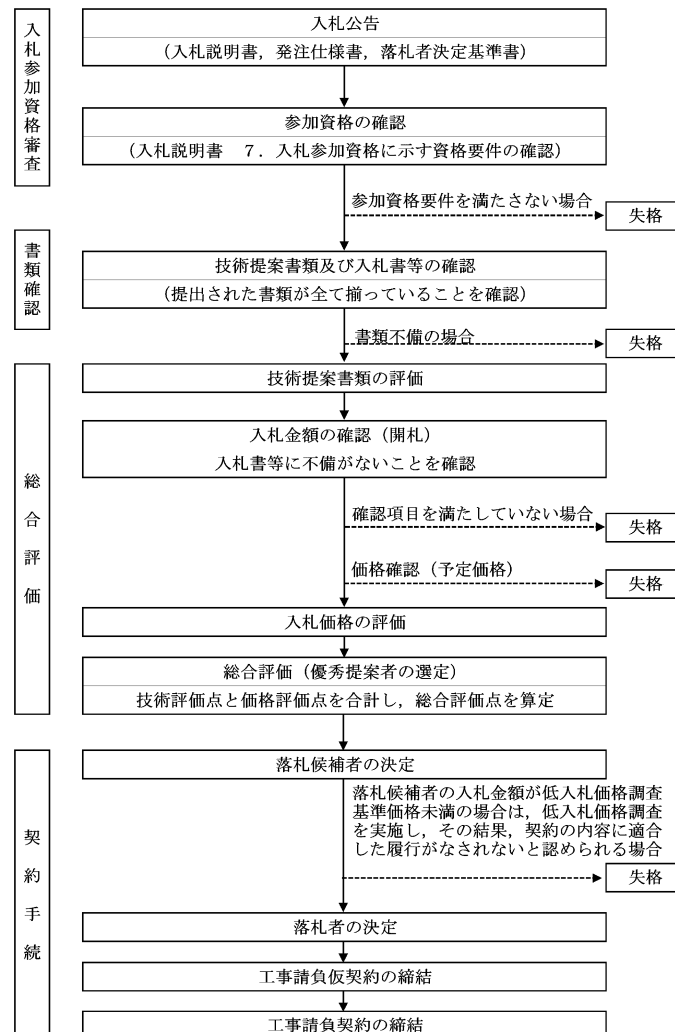 入札参加資格審査
入札公告
（入札説明書，発注仕様書，落札者決定基準書）
参加資格の確認
（入札説明書　７．入札参加資格に示す資格要件の確認）
参加資格要件を満たさない場合
失格
書類確認
技術提案書類及び入札書等の確認
（提出された書類が全て揃っていることを確認）
書類不備の場合
失格
総合評価
技術提案書類の評価
入札金額の確認（開札）
入札書等に不備がないことを確認
確認項目を満たしていない場合
失格
価格確認（予定価格）
失格
入札価格の評価
総合評価（優秀提案者の選定）
技術評価点と価格評価点を合計し，総合評価点を算定
契約手続
落札候補者の決定
落札候補者の入札金額が低入札価格調査
基準価格未満の場合は，低入札価格調査
を実施し，その結果，契約の内容に適合
した履行がなされないと認められる場合
失格
落札者の決定
工事請負仮契約の締結
工事請負契約の締結